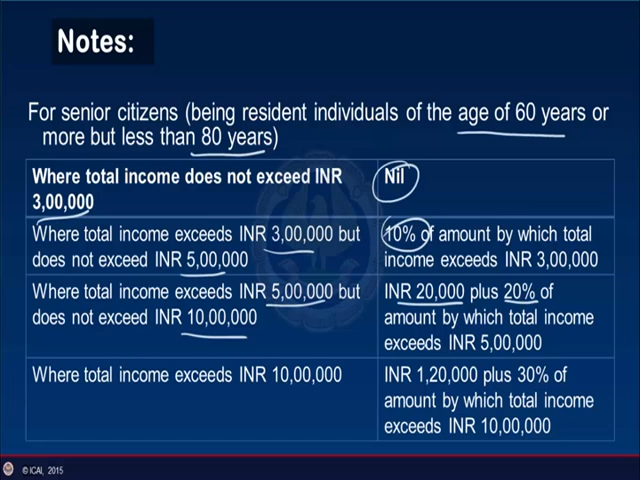 Notes:
For senior citizens (being resident individuals of the age of 60 years or
more but less than 80 years)
Where total income does not exceed INR
3,00,000
Nil
Where total income exceeds INR 3,00,000 but
does not exceed INR 5,00,000
10% of amount by which total
income exceeds INR 3,00,000
Where total income exceeds INR 5,00,000 but
does not exceed INR 10,00,000
INR 20,000 plus 20% of
amount by which total income
exceeds INR 5,00,000
Where total income exceeds INR 10,00,000
INR 1,20,000 plus 30% of
amount by which total income
exceeds INR 10,00,000
© ICAI, 2015